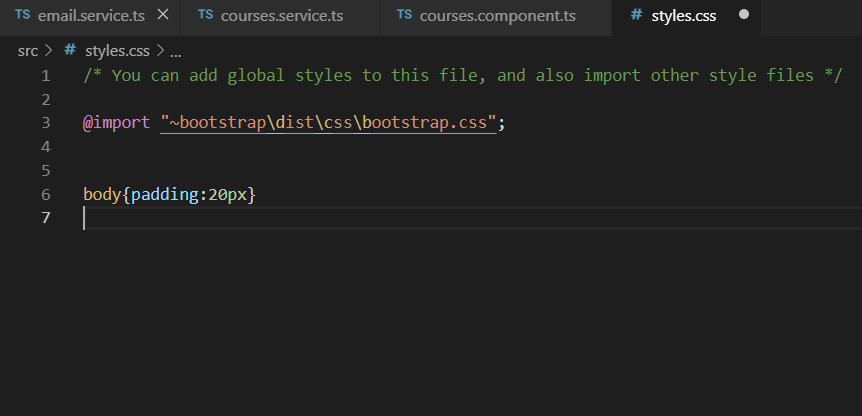 TS email.service.ts ✕ TS courses.service.ts TS courses.component.ts # styles.css ●
src > # styles.css > ...
1 /* You can add global styles to this file, and also import other style files */
2
3 @import "~bootstrap\dist\css\bootstrap.css";
4
5
6 body{padding:20px}
7